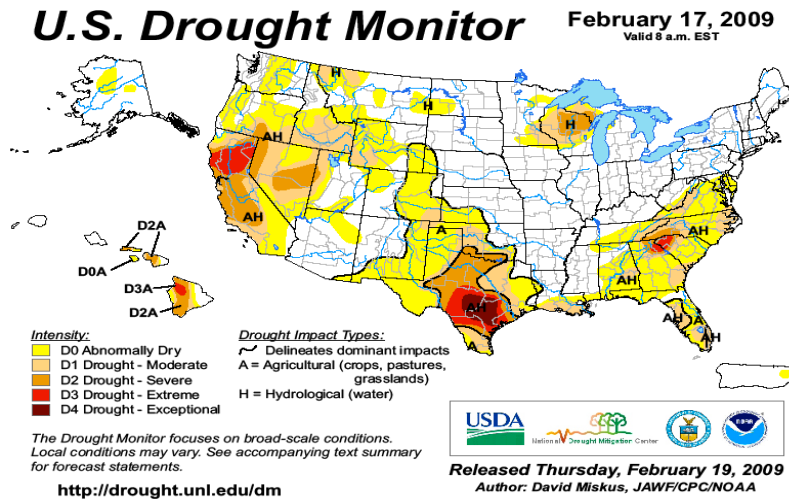 U.S. Drought Monitor
February 17, 2009
Valid 8 a.m. EST
H
H
H
AH
AH
A
AH
AH
AH
AH
A
AH
A
D2A
D0A
D3A
D2A
Intensity:
D0 Abnormally Dry
D1 Drought - Moderate
D2 Drought - Severe
D3 Drought - Extreme
D4 Drought - Exceptional
Drought Impact Types:
Delineates dominant impacts
A = Agricultural (crops, pastures,
grasslands)
H = Hydrological (water)
The Drought Monitor focuses on broad-scale conditions.
Local conditions may vary. See accompanying text summary
for forecast statements.
http://drought.unl.edu/dm
USDA
National Drought Mitigation Center
NOAA
Released Thursday, February 19, 2009
Author: David Miskus, JAWF/CPC/NOAA